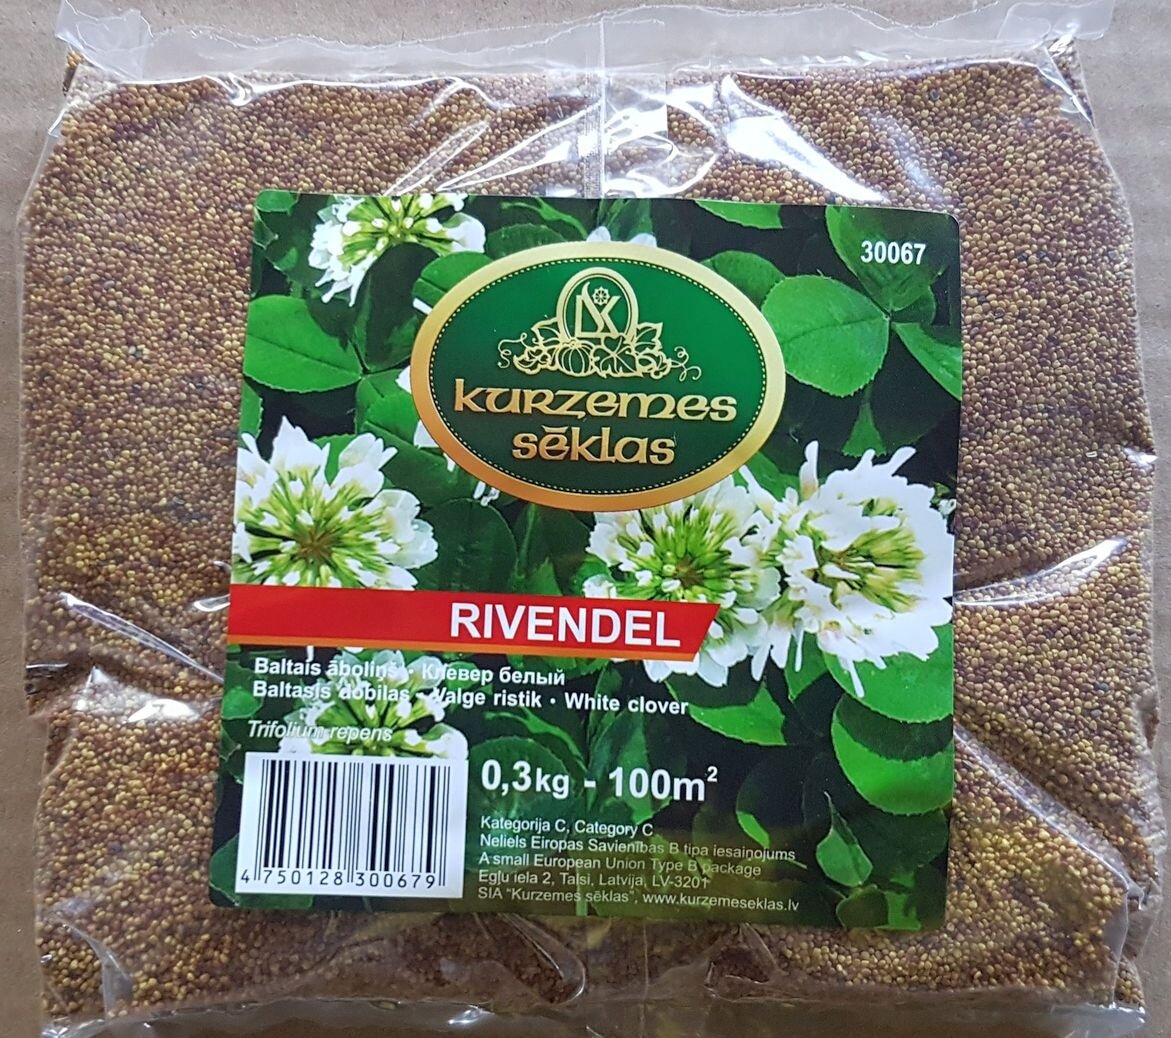 30067
LSK
kurzemes
sēklas
RIVENDEL
Baltais āboliņš • Клевер белый
Baltasis dobilas • Valge ristik • White clover
Trifolium repens
0,3kg - 100m²
Kategorija C, Category C
Neliels Eiropas Savienības B tipa iesaiņojums
A small European Union Type B package
Egļu iela 2, Talsi, Latvija, LV-3201
SIA "Kurzemes sēklas", www.kurzemeseklas.lv
4 750128 300679